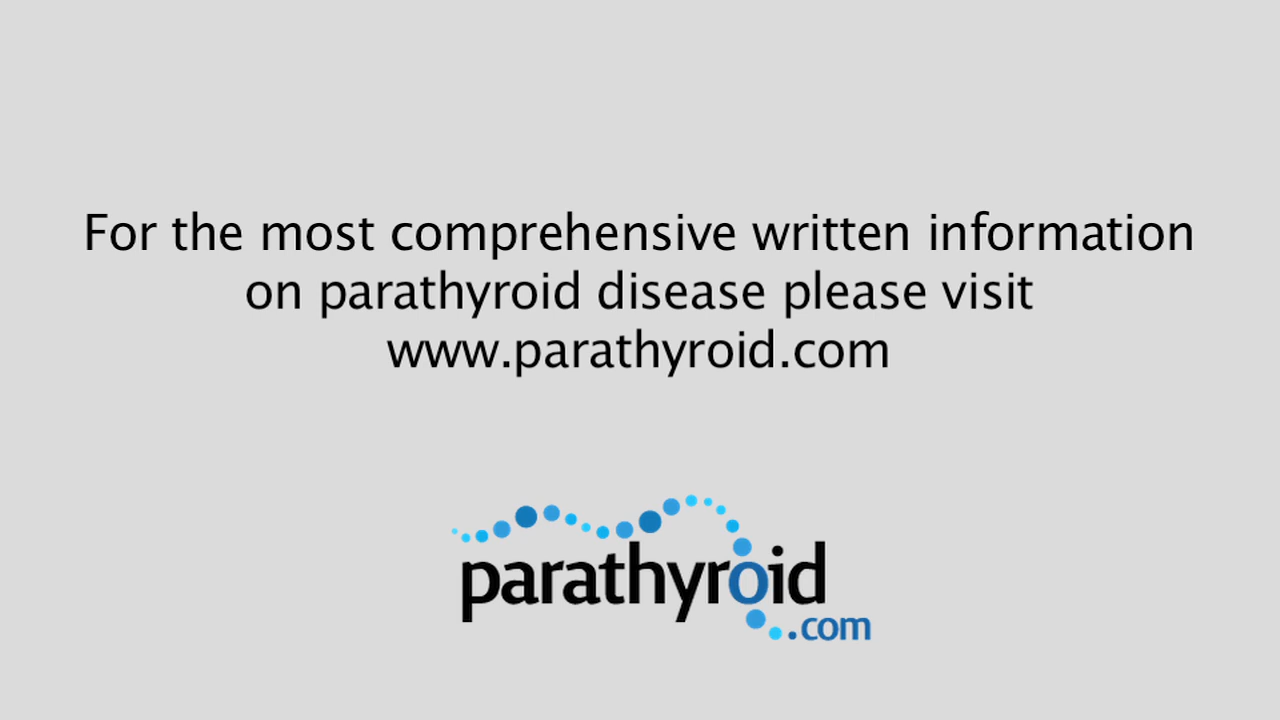 For the most comprehensive written information
on parathyroid disease please visit
www.parathyroid.com
parathyroid
.com